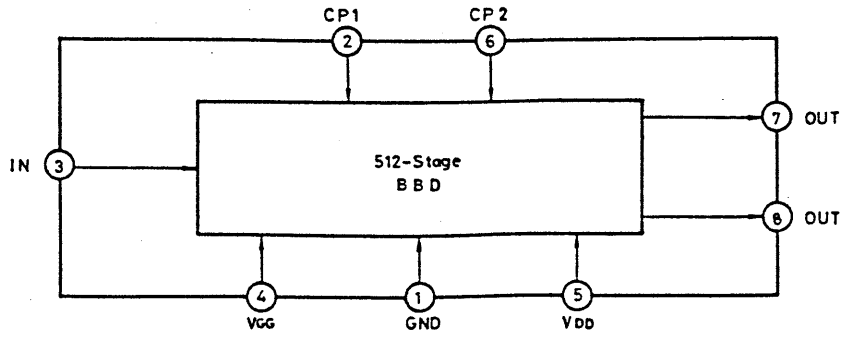 CP1 CP2
2 6
7 OUT
IN 3
512-Stage
BBD
8 OUT
4 1 5
VGG GND VDD